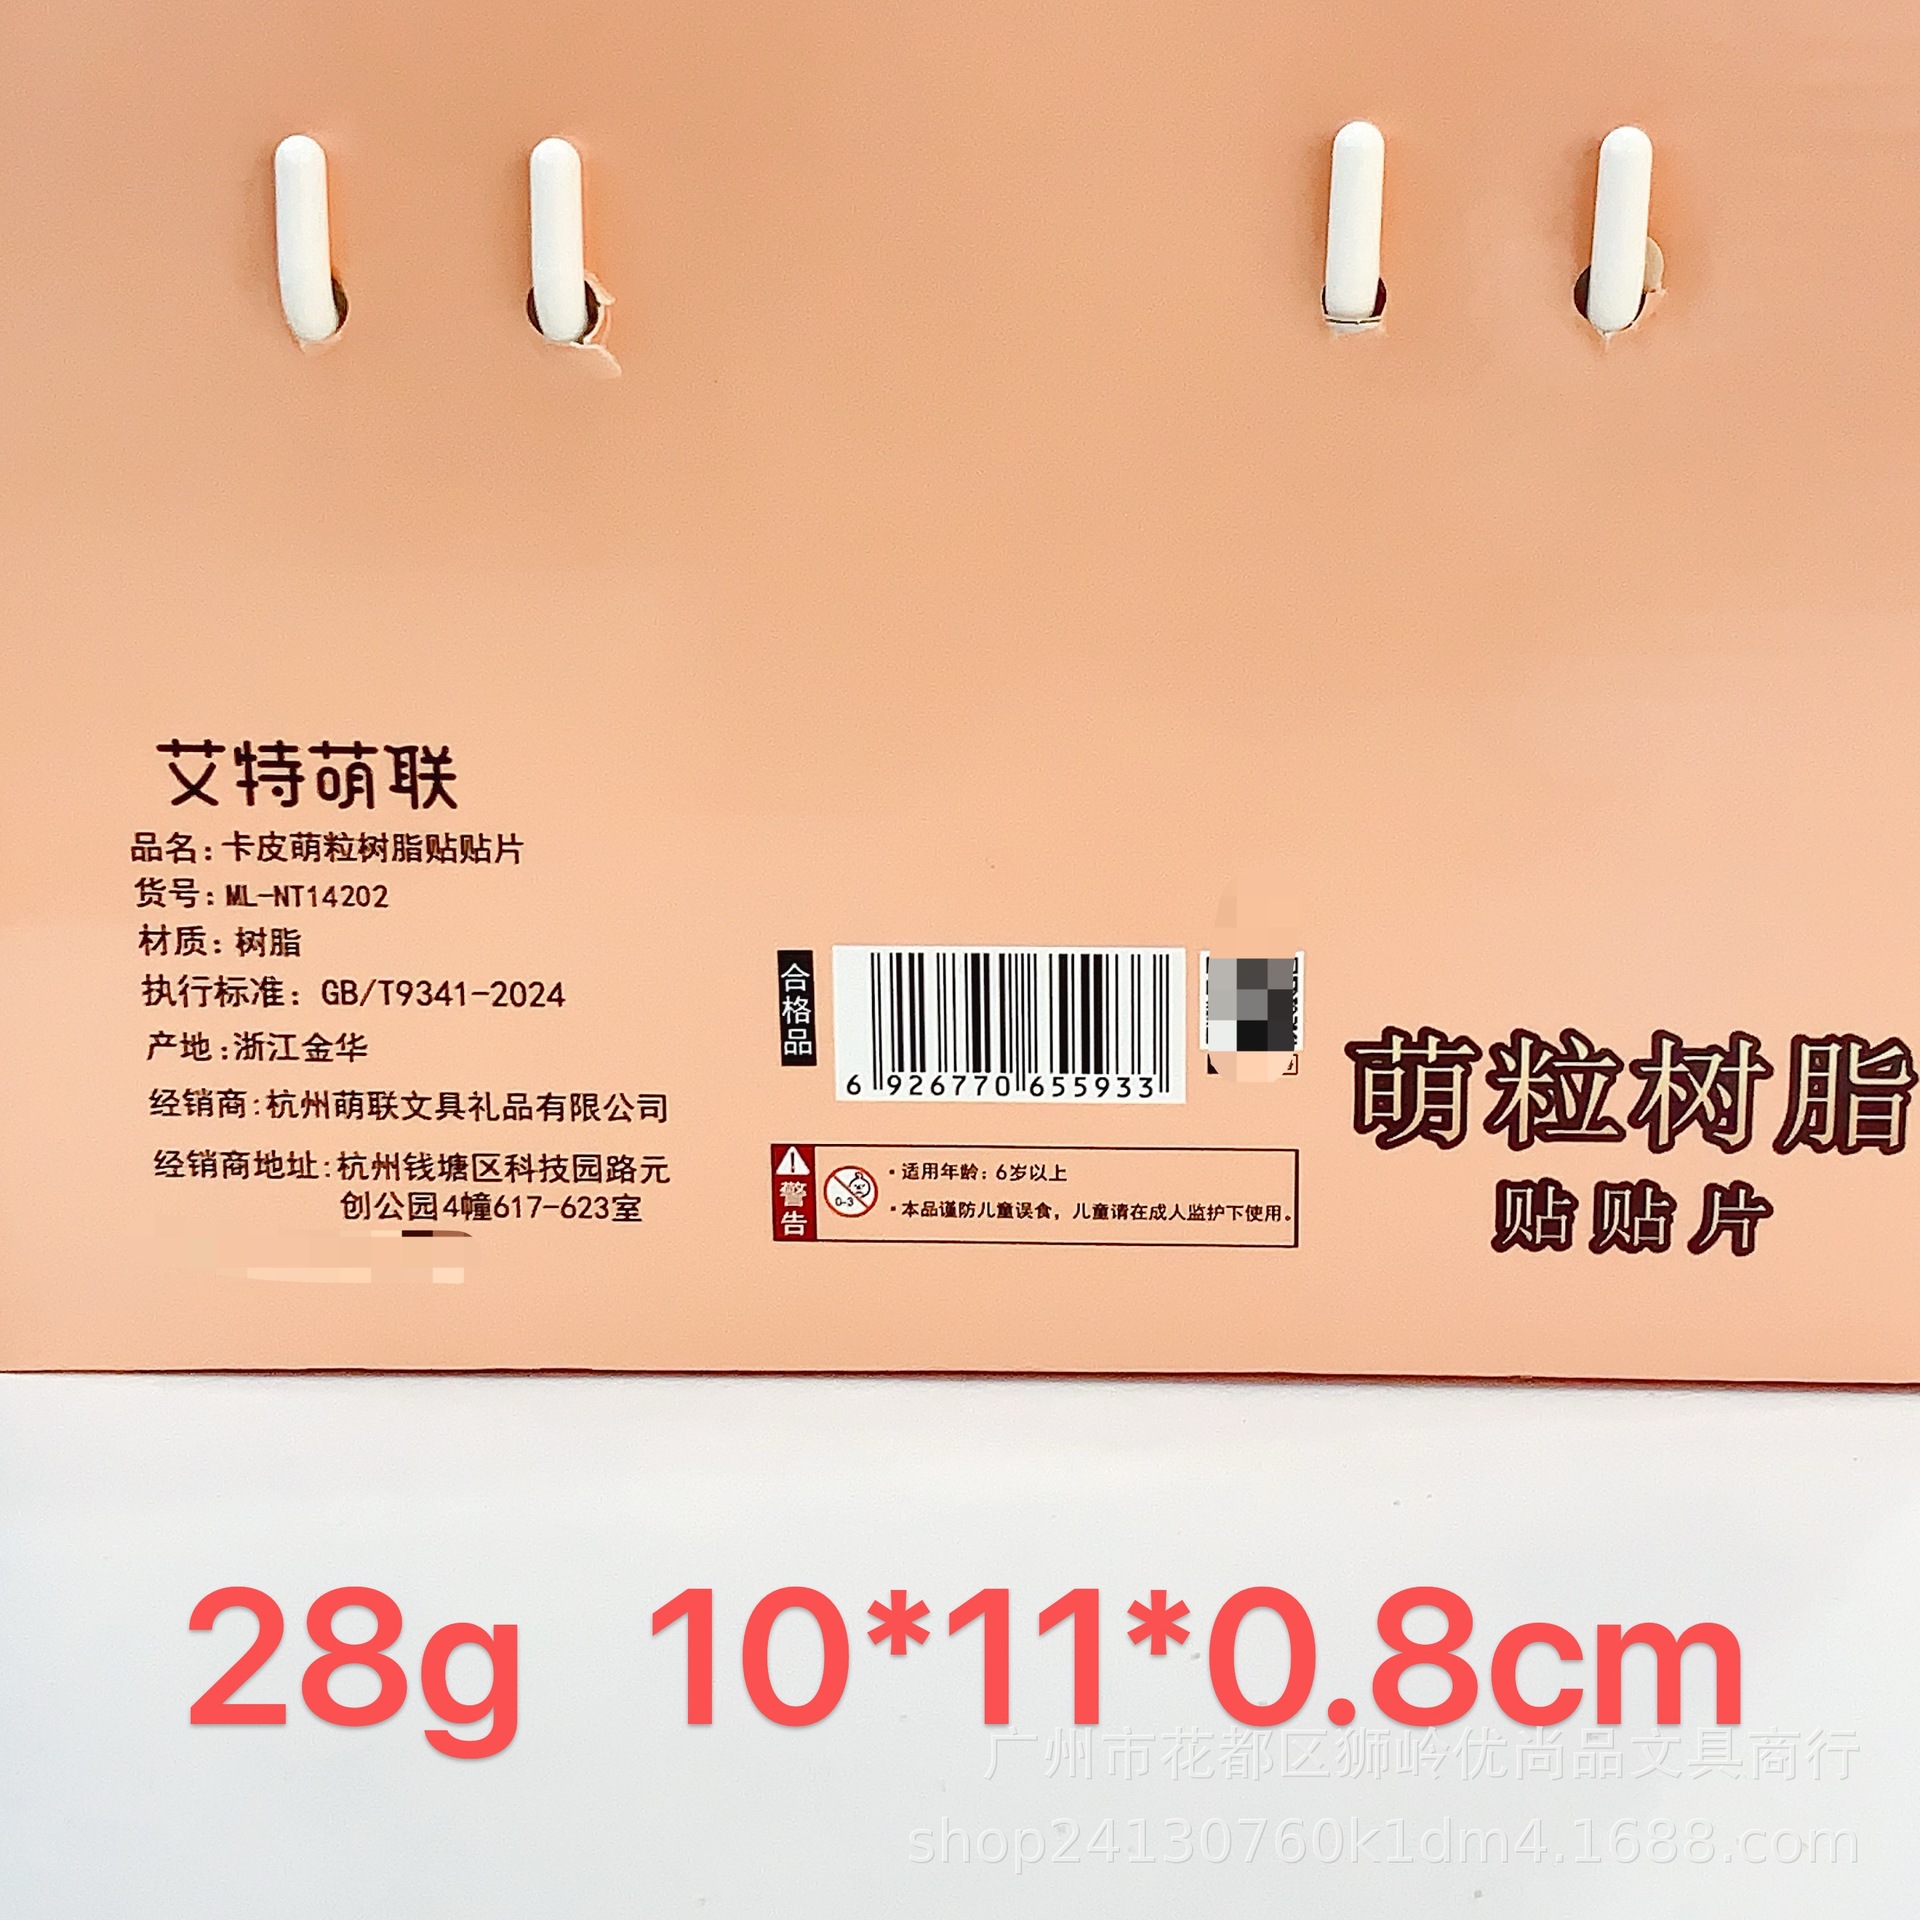 艾特萌联
品名：卡皮萌粒树脂贴贴片
货号：ML-NT14202
材质：树脂
执行标准：GB/T9341-2024
产地：浙江金华
经销商：杭州萌联文具礼品有限公司
经销商地址：杭州钱塘区科技园路元
创公园4幢617-623室
合格品
6 926770 655933
警告
0-3
·适用年龄：6岁以上
·本品谨防儿童误食，儿童请在成人监护下使用。
萌粒树脂
贴贴片
28g 10*11*0.8cm
广州市花都区狮岭优尚品文具商行
shop24130760k1dm4.1688.com